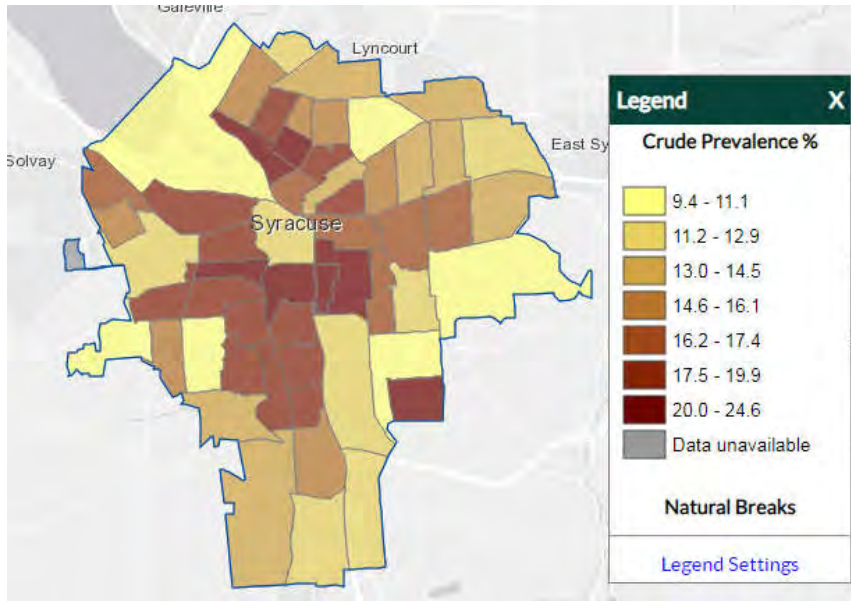 Galeville
Lyncourt
East Sy
Solvay
Syracuse
Legend X
Crude Prevalence %
9.4 - 11.1
11.2 - 12.9
13.0 - 14.5
14.6 - 16.1
16.2 - 17.4
17.5 - 19.9
20.0 - 24.6
Data unavailable
Natural Breaks
Legend Settings